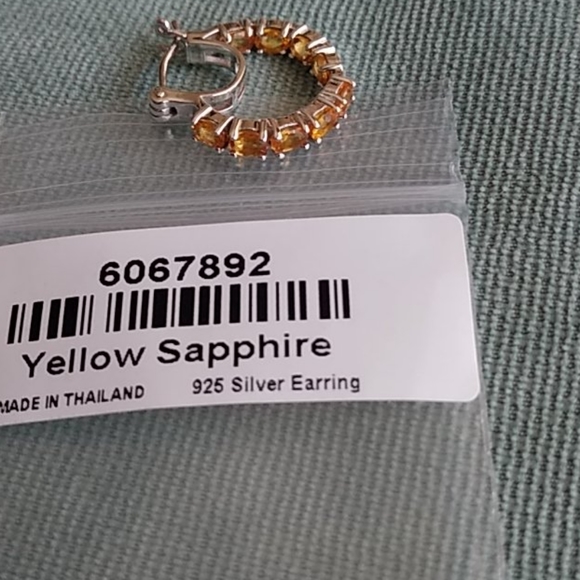 6067892
Yellow Sapphire
MADE IN THAILAND 925 Silver Earring